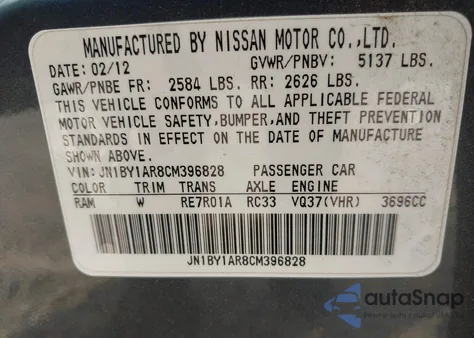 MANUFACTURED BY NISSAN MOTOR CO.,LTD.
DATE: 02/12 GVWR/PNBV: 5137 LBS.
GAWR/PNBE FR: 2584 LBS. RR: 2626 LBS.
THIS VEHICLE CONFORMS TO ALL APPLICABLE FEDERAL
MOTOR VEHICLE SAFETY,BUMPER,AND THEFT PREVENTION
STANDARDS IN EFFECT ON THE DATE OF MANUFACTURE
SHOWN ABOVE.
VIN: JN1BY1AR8CM396828 PASSENGER CAR
COLOR TRIM TRANS AXLE ENGINE
RAM W RE7R01A RC33 VQ37(VHR) 3696CC
JN1BY1AR8CM396828
autoSnap